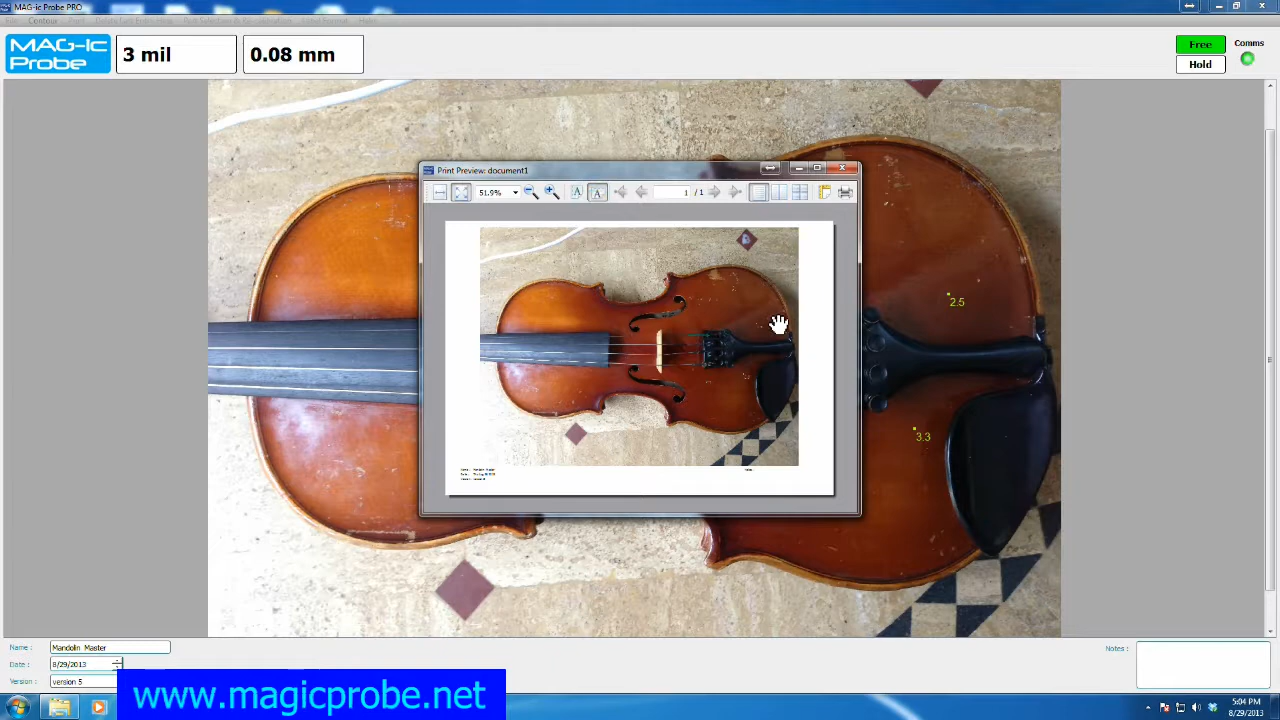 MAG-ic Probe PRO
File Contour
MAG-ic
Probe
3 mil
0.08 mm
Free
Hold
Comms
Print Preview: document1
51.9%
1 / 1
2.5
3.3
Name :
Mandolin Master
Date :
8/29/2013
Version :
version 5
Notes :
www.magicprobe.net
5:04 PM
8/29/2013